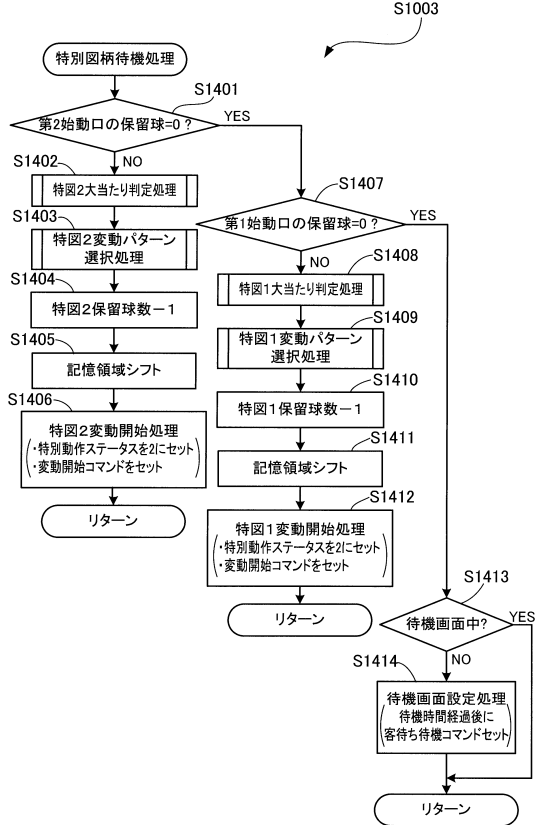 S1003
特別図柄待機処理
S1401
第2始動口の保留球=0？
YES
NO
S1402
特図2大当たり判定処理
S1403
特図２変動パターン
選択処理
S1404
特図２保留球数－１
S1405
記憶領域シフト
S1406
特図２変動開始処理
・特別動作ステータスを2にセット
・変動開始コマンドをセット
リターン
S1407
第1始動口の保留球=0？
YES
NO
S1408
特図1大当たり判定処理
S1409
特図１変動パターン
選択処理
S1410
特図１保留球数－１
S1411
記憶領域シフト
S1412
特図１変動開始処理
・特別動作ステータスを2にセット
・変動開始コマンドをセット
リターン
S1413
待機画面中?
YES
NO
S1414
待機画面設定処理
待機時間経過後に
客待ち待機コマンドセット
リターン